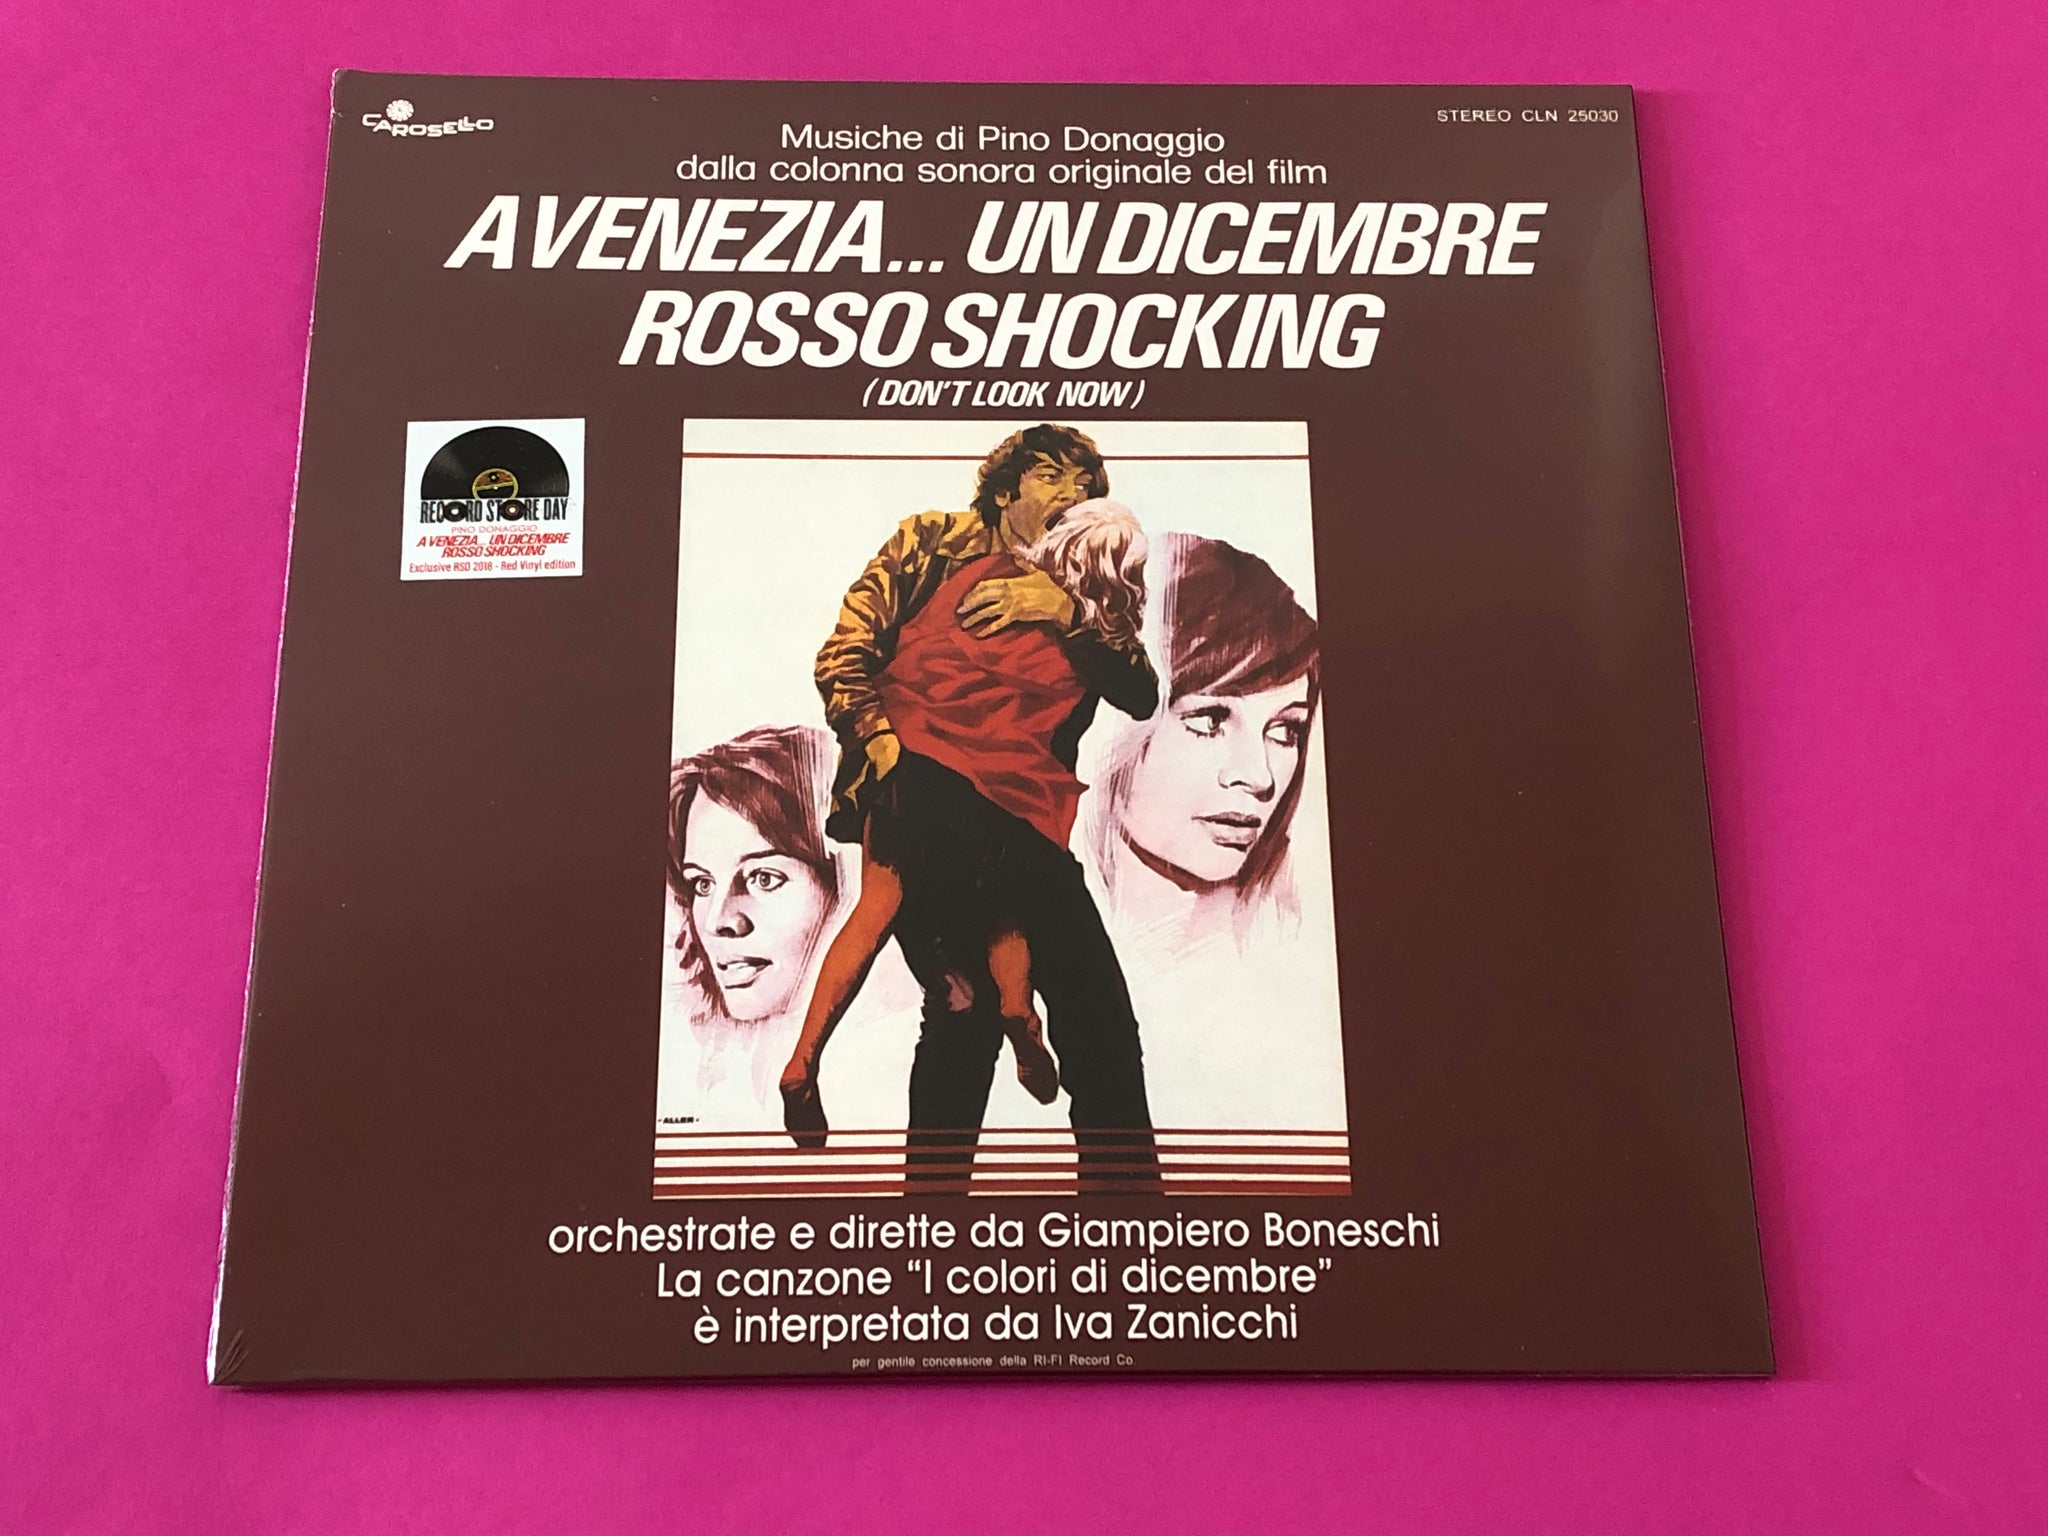 CAROSELLO
STEREO CLN 25030
Musiche di Pino Donaggio
dalla colonna sonora originale del film
A VENEZIA... UN DICEMBRE
ROSSO SHOCKING
(DON'T LOOK NOW)
RECORD STORE DAY
PINO DONAGGIO
A VENEZIA... UN DICEMBRE
ROSSO SHOCKING
Exclusive RSD 2018 - Red Vinyl edition
-ALLER-
orchestrate e dirette da Giampiero Boneschi
La canzone “I colori di dicembre”
è interpretata da Iva Zanicchi
per gentile concessione della RI-FI Record Co.